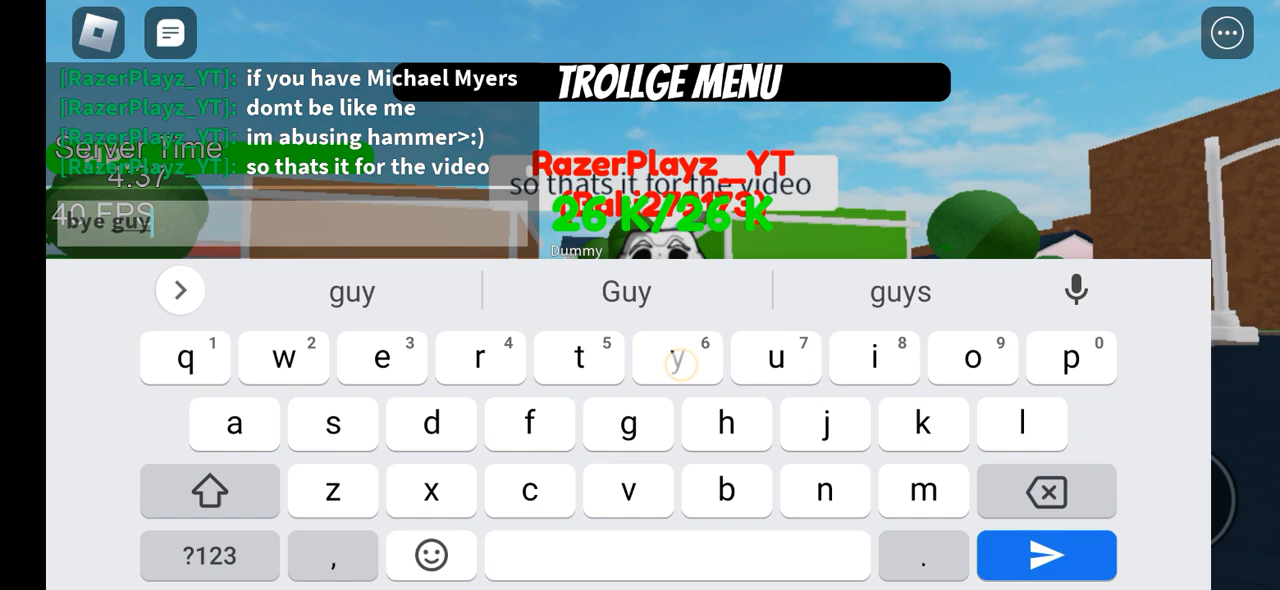 TROLLGE MENU
[RazerPlayz_YT]: if you have Michael Myers
[RazerPlayz_YT]: domt be like me
[RazerPlayz_YT]: im abusing hammer>:)
[RazerPlayz_YT]: so thats it for the video
Server Time
4:37
40 FPS
bye guy
RazerPlayz_YT
so thats it for the video
26 K/26 K
Dummy
guy Guy guys
q 1 w 2 e 3 r 4 t 5 y 6 u 7 i 8 o 9 p 0
a s d f g h j k l
z x c v b n m
?123 , .